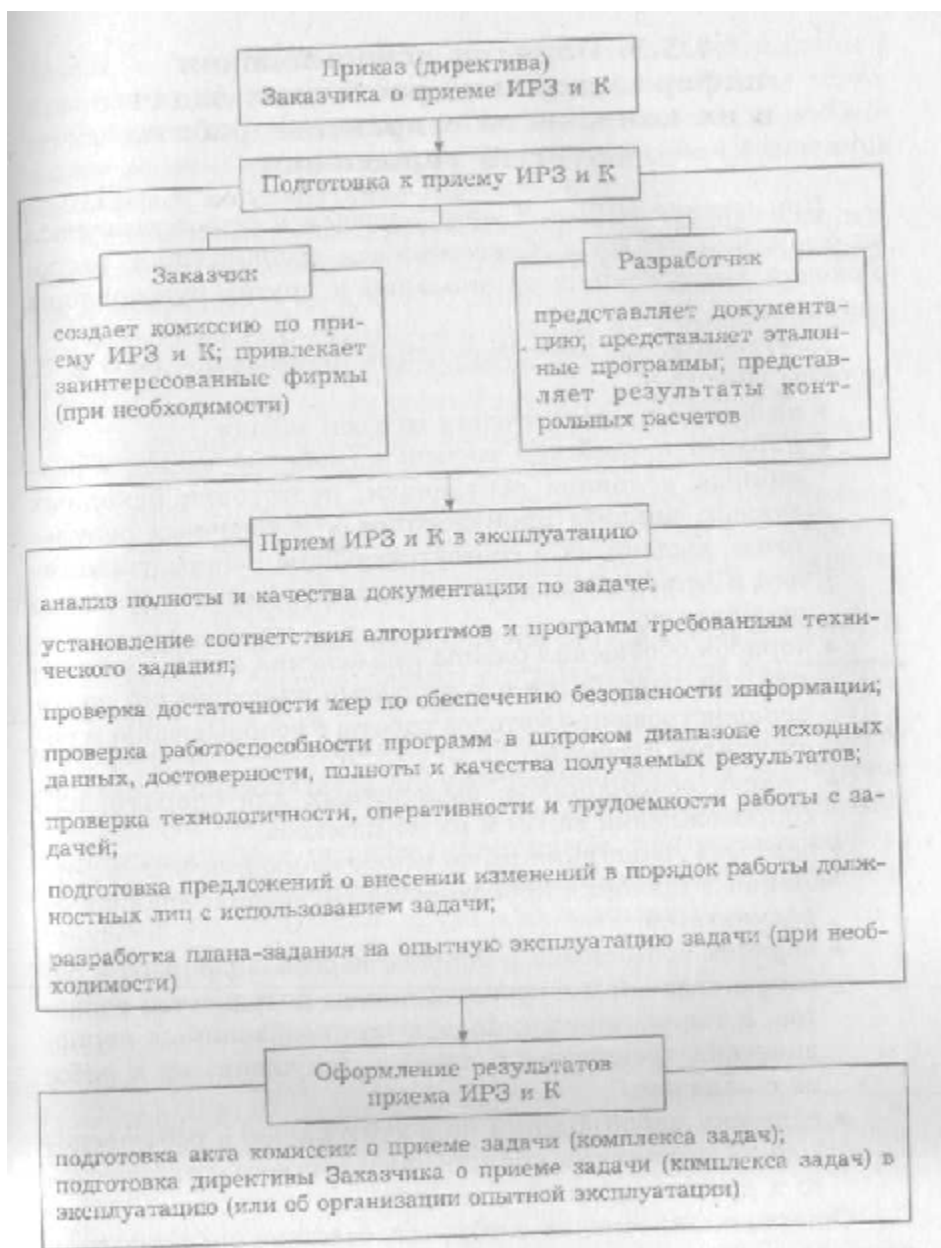 Приказ (директива)
Заказчика о приеме ИРЗ и К
Подготовка к приему ИРЗ и К
Заказчик
создает комиссию по при-
ему ИРЗ и К; привлекает
заинтересованные фирмы
(при необходимости)
Разработчик
представляет документа-
цию; представляет эталон-
ные программы; представ-
ляет результаты конт-
рольных расчетов
Прием ИРЗ и К в эксплуатацию
анализ полноты и качества документации по задаче;
установление соответствия алгоритмов и программ требованиям техни-
ческого задания;
проверка достаточности мер по обеспечению безопасности информации;
проверка работоспособности программ в широком диапазоне исходных
данных, достоверности, полноты и качества получаемых результатов;
проверка технологичности, оперативности и трудоемкости работы с за-
дачей;
подготовка предложений о внесении изменений в порядок работы долж-
ностных лиц с использованием задачи;
разработка плана-задания на опытную эксплуатацию задачи (при необ-
ходимости)
Оформление результатов
приема ИРЗ и К
подготовка акта комиссии о приеме задачи (комплекса задач);
подготовка директивы Заказчика о приеме задачи (комплекса задач) в
эксплуатацию (или об организации опытной эксплуатации)